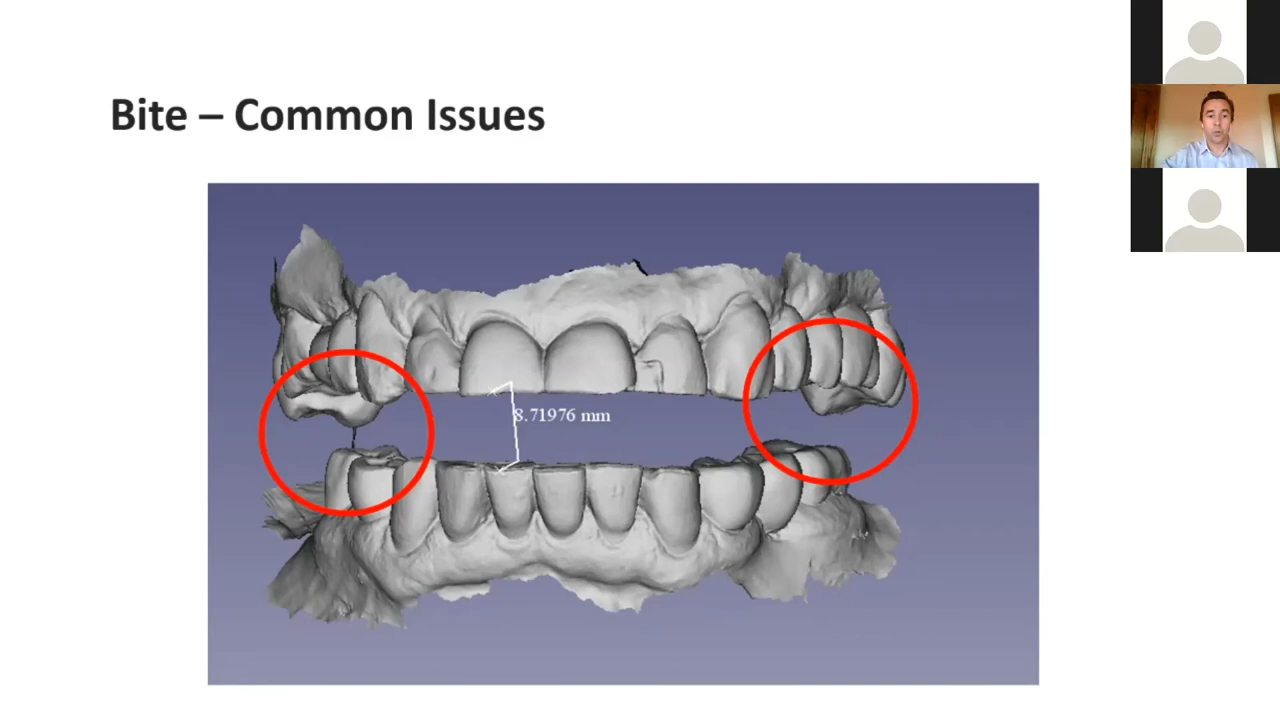 Bite – Common Issues
8.71976 mm